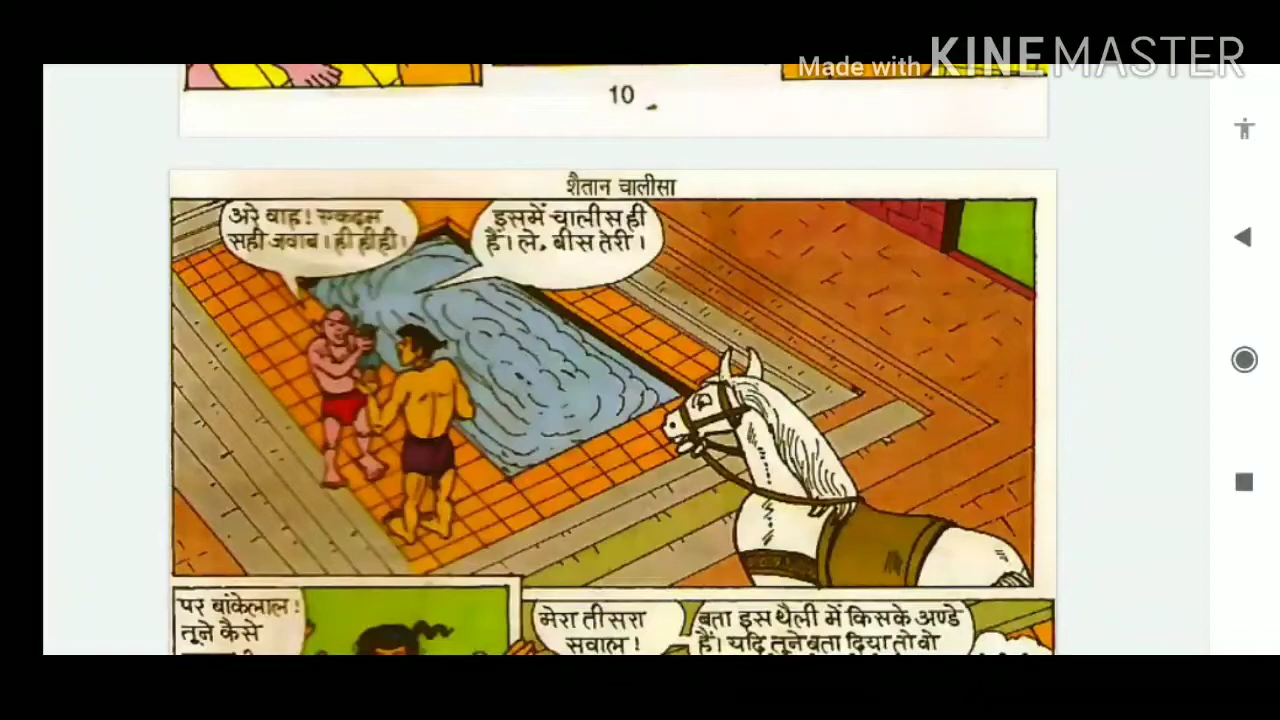 Made with KINEMASTER
10
शैतान चालीसा
अरे वाह! एकदम
सही जवाब। ही ही ही।
इसमें चालीस ही
हैं। ले, बीस तेरी।
पर बांकेलाल!
तूने कैसे
मेरा तीसरा
सवाल!
बता इस थैली में किसके अण्डे
हैं। यदि तूने बता दिया तो वो